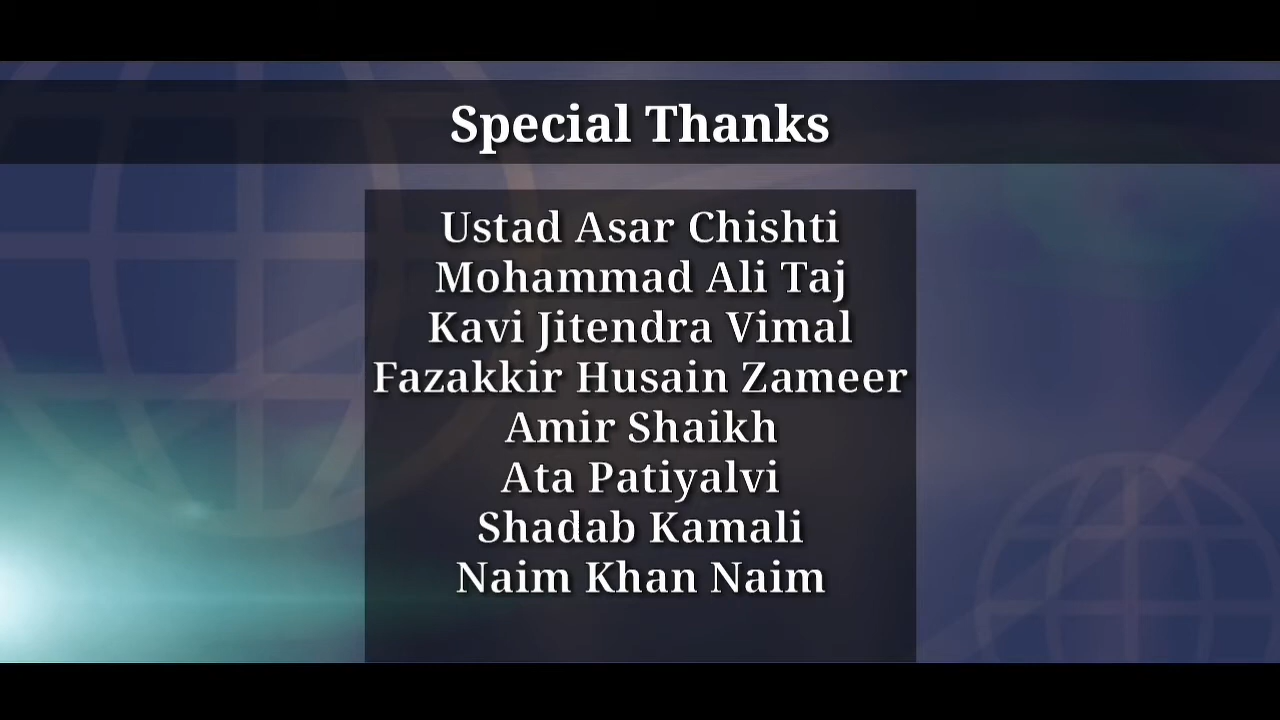 Special Thanks
Ustad Asar Chishti
Mohammad Ali Taj
Kavi Jitendra Vimal
Fazakkir Husain Zameer
Amir Shaikh
Ata Patiyalvi
Shadab Kamali
Naim Khan Naim